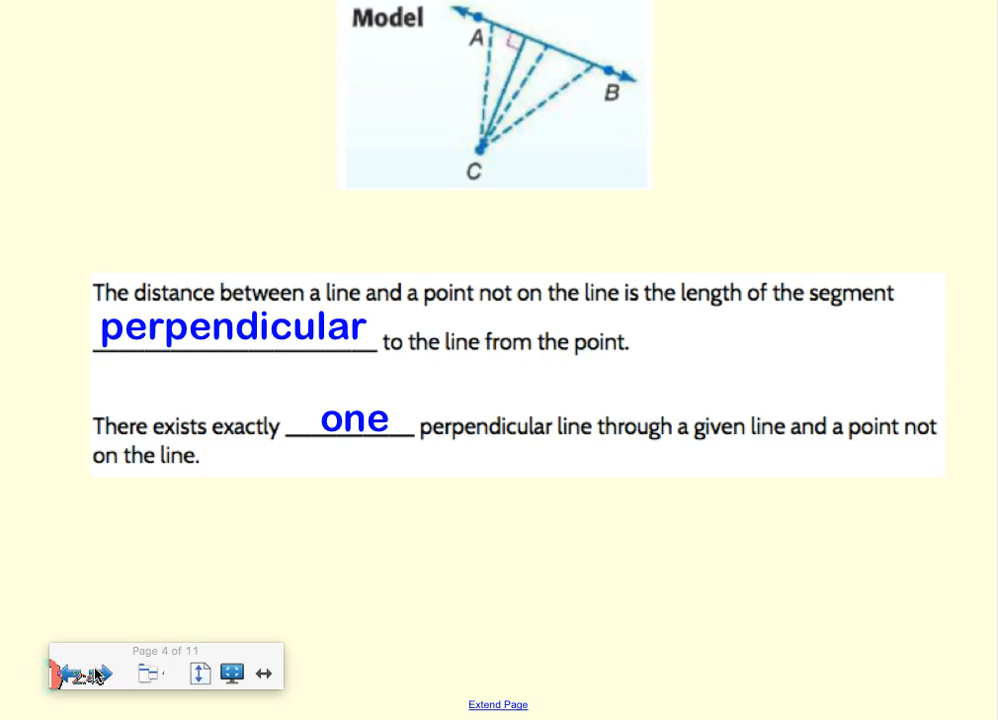 Model
A
B
C
The distance between a line and a point not on the line is the length of the segment
perpendicular to the line from the point.
There exists exactly one perpendicular line through a given line and a point not
on the line.
Page 4 of 11
Extend Page